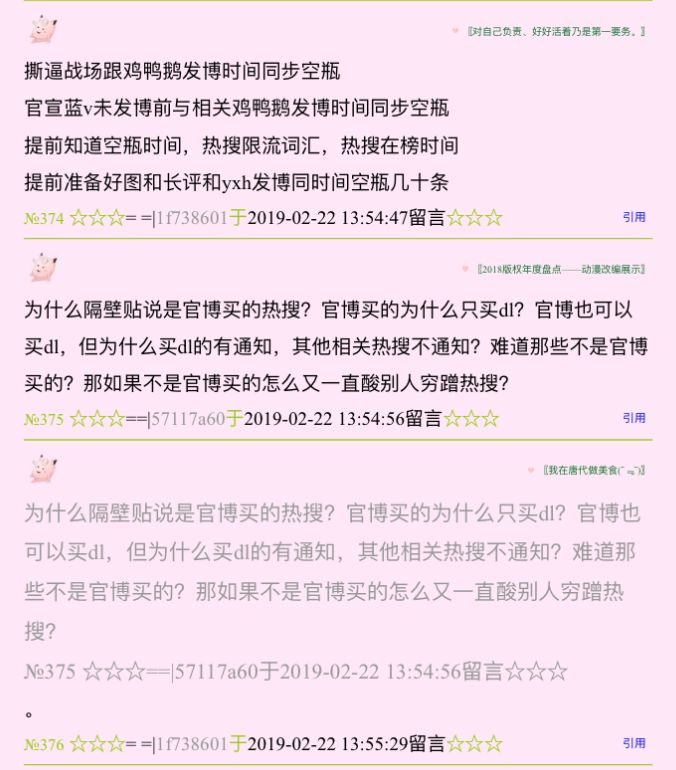 〖对自己负责、好好活着乃是第一要务。〗
撕逼战场跟鸡鸭鹅发博时间同步空瓶
官宣蓝v未发博前与相关鸡鸭鹅发博时间同步空瓶
提前知道空瓶时间，热搜限流词汇，热搜在榜时间
提前准备好图和长评和yxh发博同时间空瓶几十条
№374 ☆☆☆= =|1f738601于2019-02-22 13:54:47留言☆☆☆ 引用
〖2018版权年度盘点——动漫改编展示〗
为什么隔壁贴说是官博买的热搜？官博买的为什么只买dl？官博也可以
买dl，但为什么买dl的有通知，其他相关热搜不通知？难道那些不是官博
买的？那如果不是官博买的怎么又一直酸别人穷蹭热搜？
№375 ☆☆☆==|57117a60于2019-02-22 13:54:56留言☆☆☆ 引用
〖我在唐代做美食
为什么隔壁贴说是官博买的热搜？官博买的为什么只买dl？官博也
可以买dl，但为什么买dl的有通知，其他相关热搜不通知？难道那
些不是官博买的？那如果不是官博买的怎么又一直酸别人穷蹭热
搜？
№375 ☆☆☆==|57117a60于2019-02-22 13:54:56留言☆☆☆
。
№376 ☆☆☆= =|1f738601于2019-02-22 13:55:29留言☆☆☆ 引用